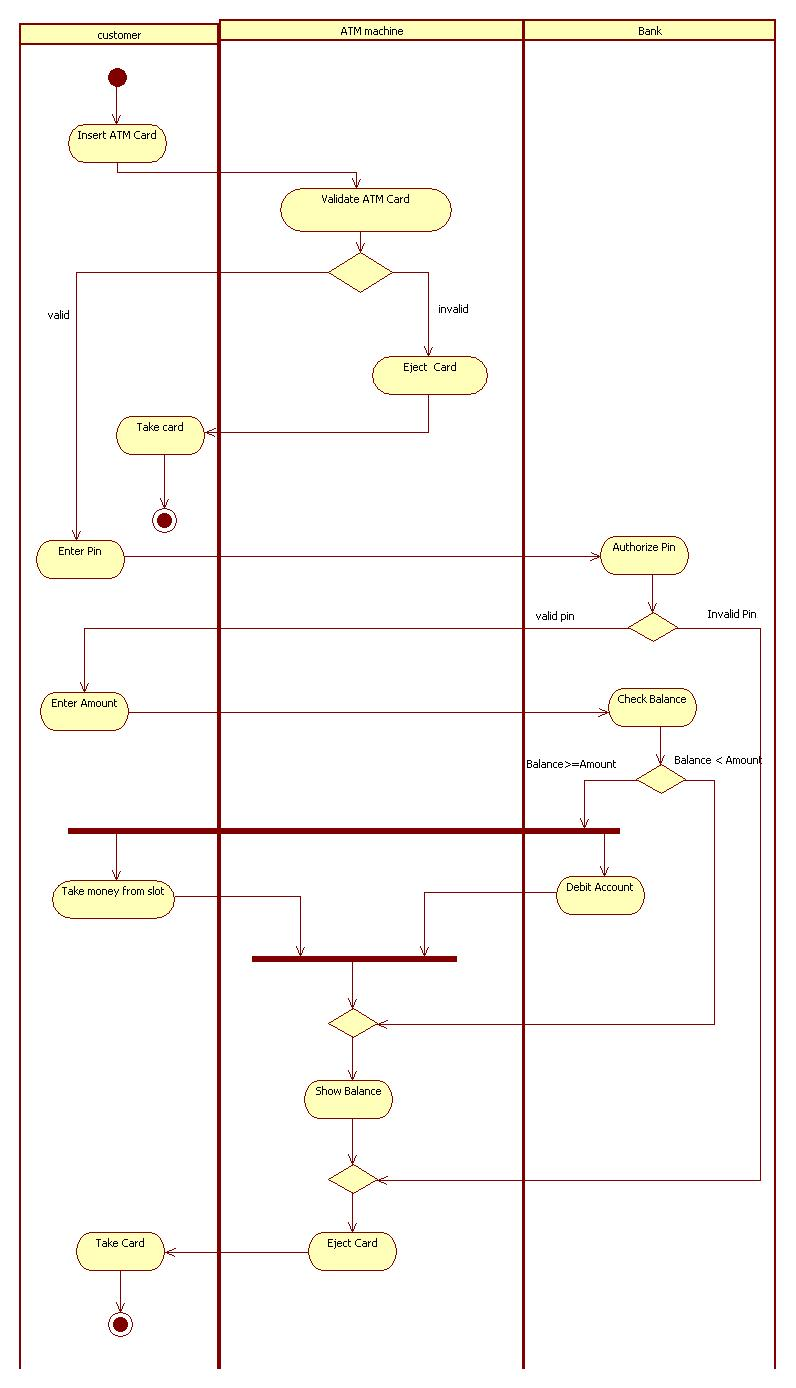 customer
ATM machine
Bank
Insert ATM Card
Validate ATM Card
valid
invalid
Eject  Card
Take card
Enter Pin
Authorize Pin
valid pin
Invalid Pin
Enter Amount
Check Balance
Balance>=Amount
Balance < Amount
Take money from slot
Debit Account
Show Balance
Take Card
Eject Card